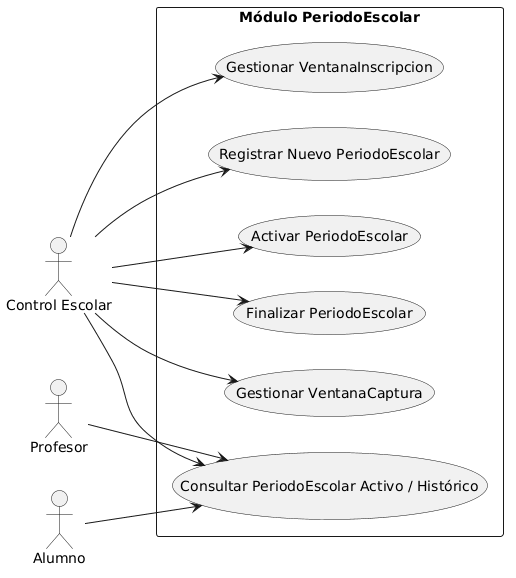 Módulo PeriodoEscolar
Gestionar VentanaInscripcion
Registrar Nuevo PeriodoEscolar
Activar PeriodoEscolar
Control Escolar
Finalizar PeriodoEscolar
Gestionar VentanaCaptura
Profesor
Consultar PeriodoEscolar Activo / Histórico
Alumno